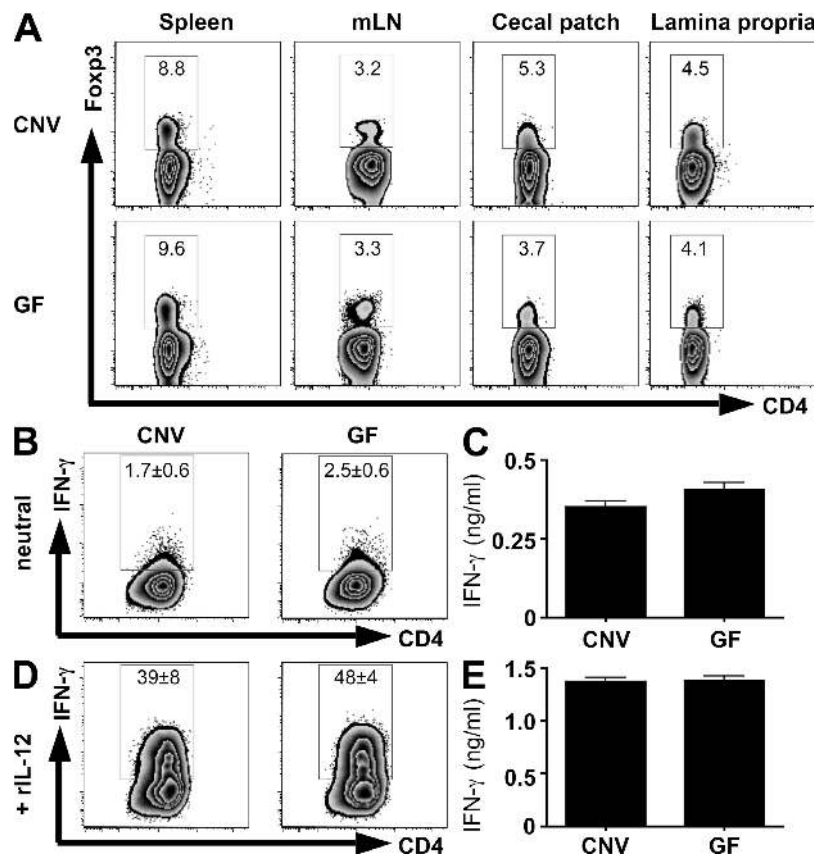 A
Spleen mLN Cecal patch Lamina propria
Foxp3
CNV
8.8 3.2 5.3 4.5
GF
9.6 3.3 3.7 4.1
CD4
B
CNV GF
neutral
IFN-γ
1.7±0.6 2.5±0.6
CD4
C
IFN-γ (ng/ml)
0.5
0.25
0
CNV GF
D
+ rIL-12
IFN-γ
39±8 48±4
CD4
E
IFN-γ (ng/ml)
1.5
1.0
0.5
0
CNV GF